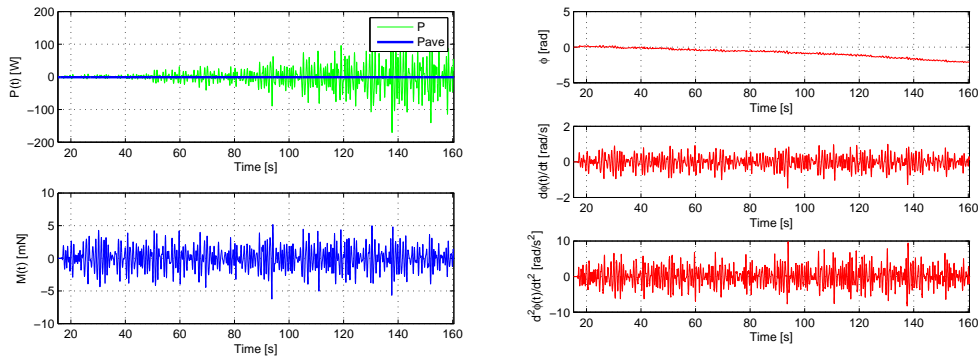 200
100
0
−100
−200
P(t) [W]
P
Pave
20 40 60 80 100 120 140 160
Time [s]
10
5
0
−5
−10
M(t) [mN]
20 40 60 80 100 120 140 160
Time [s]
5
0
−5
ϕ [rad]
20 40 60 80 100 120 140 160
Time [s]
2
0
−2
dϕ(t)/dt [rad/s]
20 40 60 80 100 120 140 160
Time [s]
10
0
−10
d²ϕ(t)/dt² [rad/s²]
20 40 60 80 100 120 140 160
Time [s]